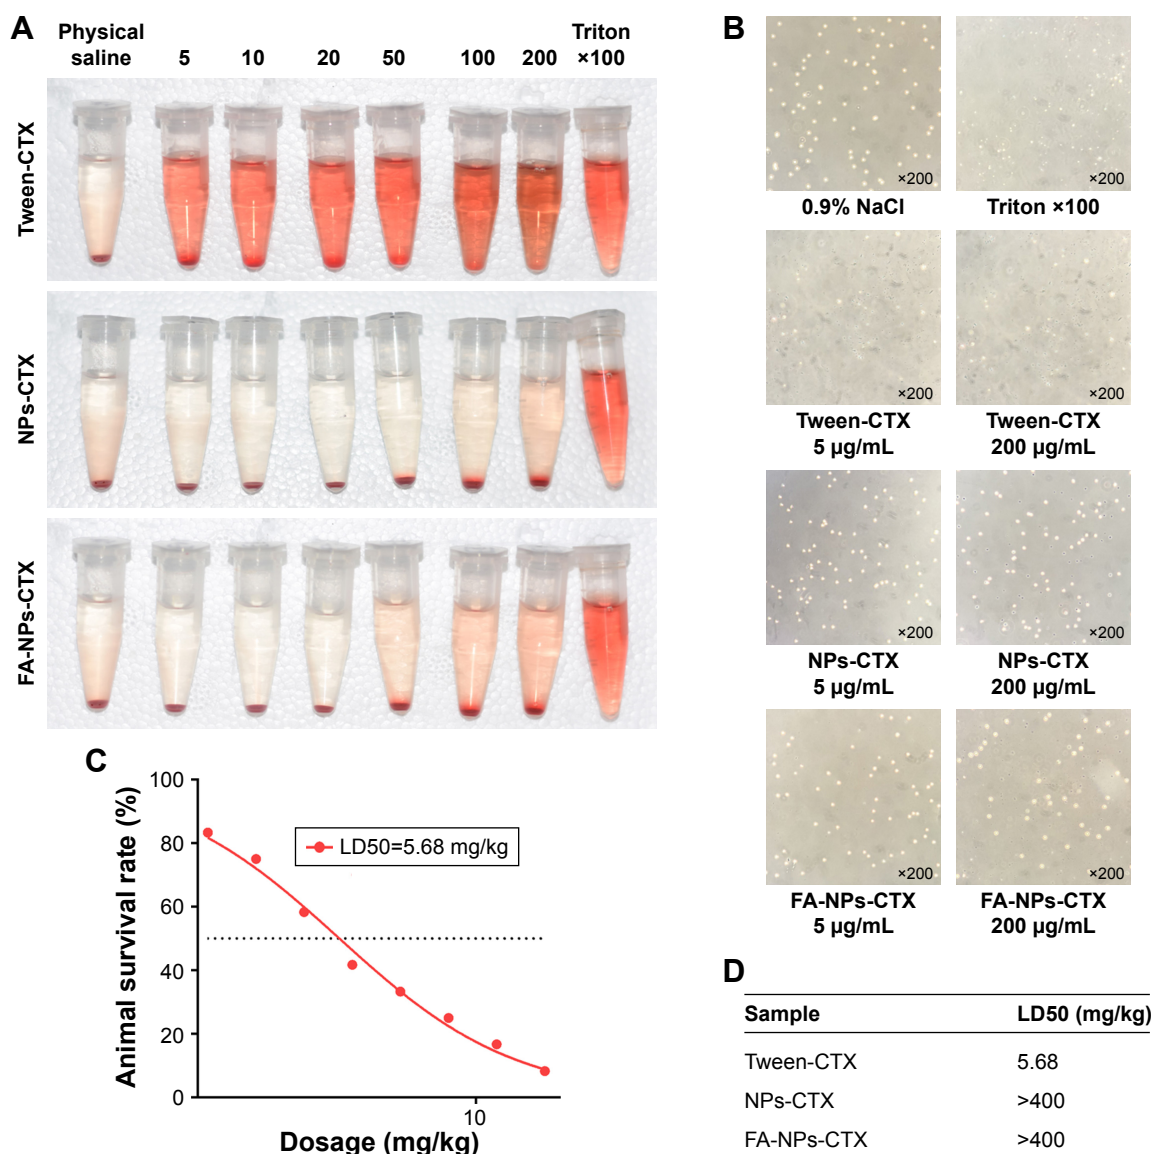 A
Physical
saline
5
10
20
50
100
200
Triton
×100
Tween-CTX
NPs-CTX
FA-NPs-CTX
B
×200
×200
0.9% NaCl
Triton ×100
×200
×200
Tween-CTX
5 µg/mL
Tween-CTX
200 µg/mL
×200
×200
NPs-CTX
5 µg/mL
NPs-CTX
200 µg/mL
×200
×200
FA-NPs-CTX
5 µg/mL
FA-NPs-CTX
200 µg/mL
C
Animal survival rate (%)
100
80
60
40
20
0
LD50=5.68 mg/kg
10
Dosage (mg/kg)
D
Sample LD50 (mg/kg)
Tween-CTX 5.68
NPs-CTX >400
FA-NPs-CTX >400